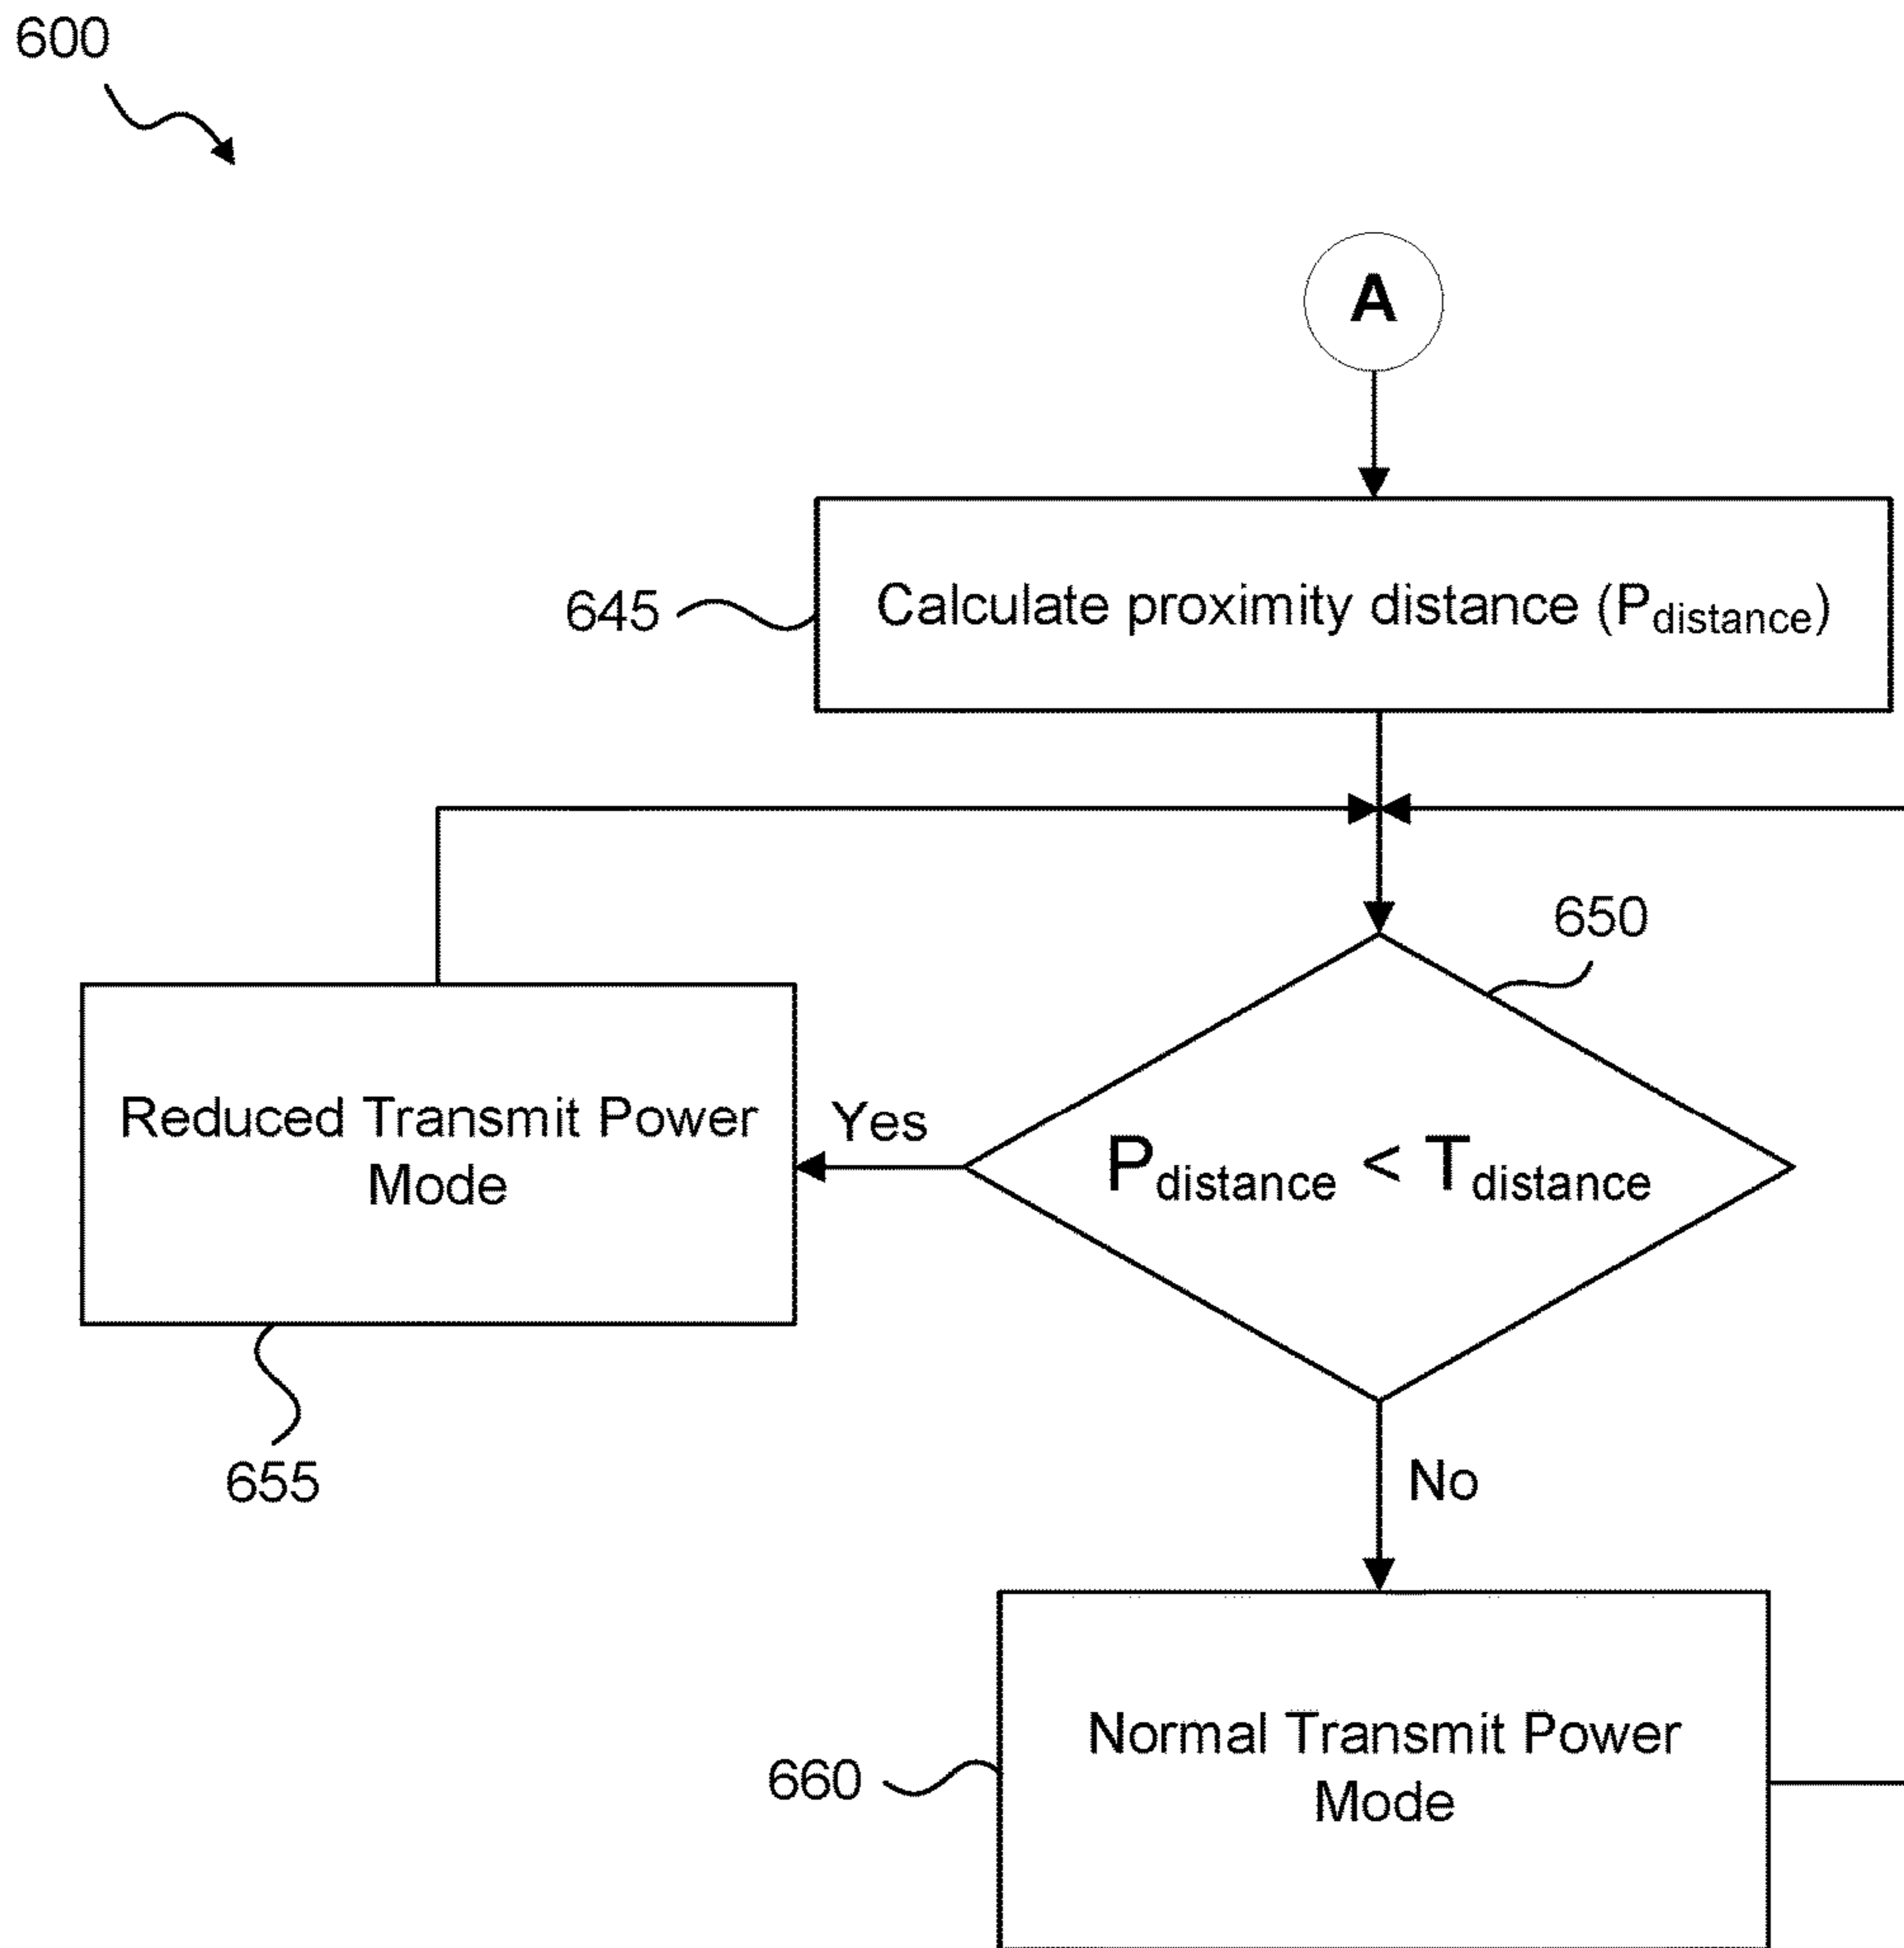 600
A
645
Calculate proximity distance (Pdistance)
650
Reduced Transmit Power
Mode
Yes
Pdistance < Tdistance
655
No
660
Normal Transmit Power
Mode